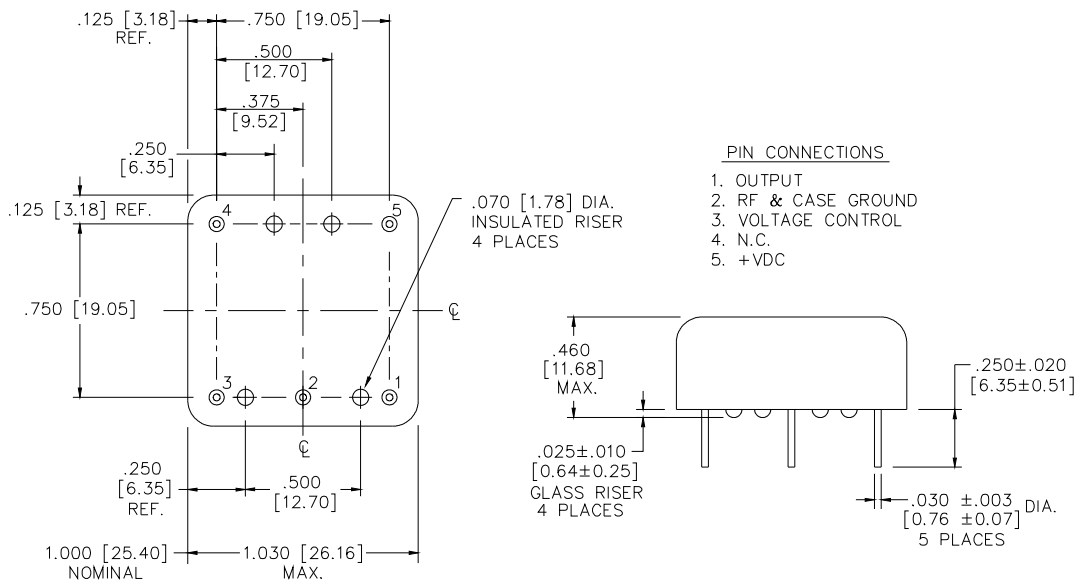 .125 [3.18]
REF.
.750 [19.05]
.500
[12.70]
.375
[9.52]
.250
[6.35]
.125 [3.18] REF.
4
5
.070 [1.78] DIA.
INSULATED RISER
4 PLACES
.750 [19.05]
℄
3
2
1
℄
.250
[6.35]
REF.
.500
[12.70]
1.000 [25.40]
NOMINAL
1.030 [26.16]
MAX.
PIN CONNECTIONS
1. OUTPUT
2. RF & CASE GROUND
3. VOLTAGE CONTROL
4. N.C.
5. +VDC
.460
[11.68]
MAX.
.250±.020
[6.35±0.51]
.025±.010
[0.64±0.25]
GLASS RISER
4 PLACES
.030 ±.003
[0.76 ±0.07]
DIA.
5 PLACES